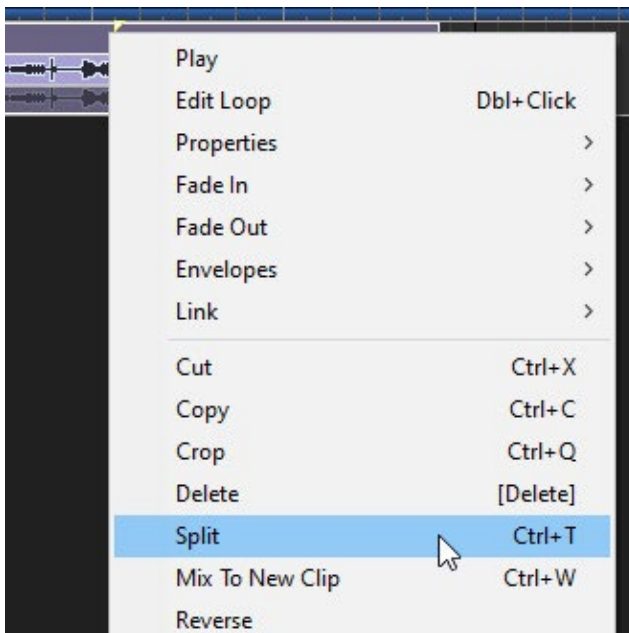 Play
Edit Loop Dbl+Click
Properties
Fade In
Fade Out
Envelopes
Link
Cut Ctrl+X
Copy Ctrl+C
Crop Ctrl+Q
Delete [Delete]
Split Ctrl+T
Mix To New Clip Ctrl+W
Reverse